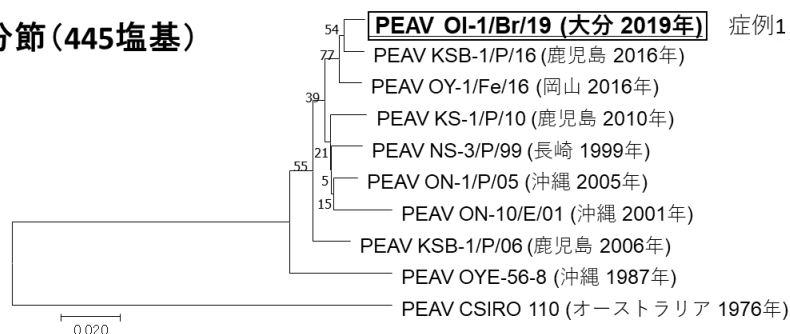 分節（445塩基）
PEAV OI-1/Br/19 (大分 2019年) 症例1
54
PEAV KSB-1/P/16 (鹿児島 2016年)
77
PEAV OY-1/Fe/16 (岡山 2016年)
39
PEAV KS-1/P/10 (鹿児島 2010年)
21
PEAV NS-3/P/99 (長崎 1999年)
55
5
PEAV ON-1/P/05 (沖縄 2005年)
15
PEAV ON-10/E/01 (沖縄 2001年)
PEAV KSB-1/P/06 (鹿児島 2006年)
PEAV OYE-56-8 (沖縄 1987年)
PEAV CSIRO 110 (オーストラリア 1976年)
0.020